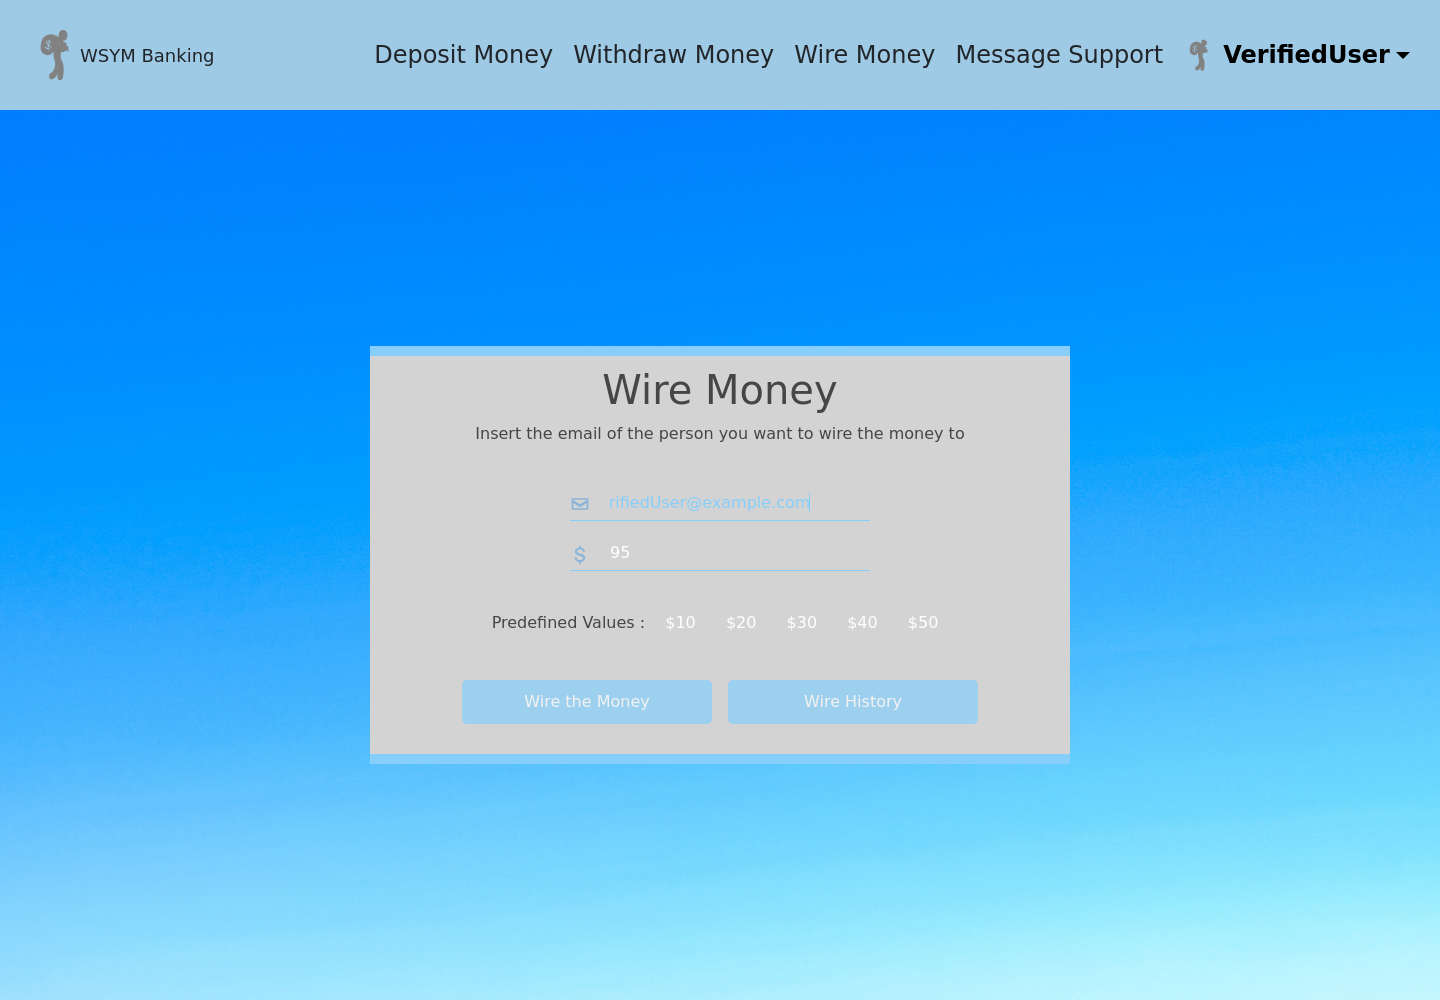 WSYM Banking
Deposit Money Withdraw Money Wire Money Message Support VerifiedUser
Wire Money
Insert the email of the person you want to wire the money to
rifiedUser@example.com
$ 95
Predefined Values : $10 $20 $30 $40 $50
Wire the Money Wire History